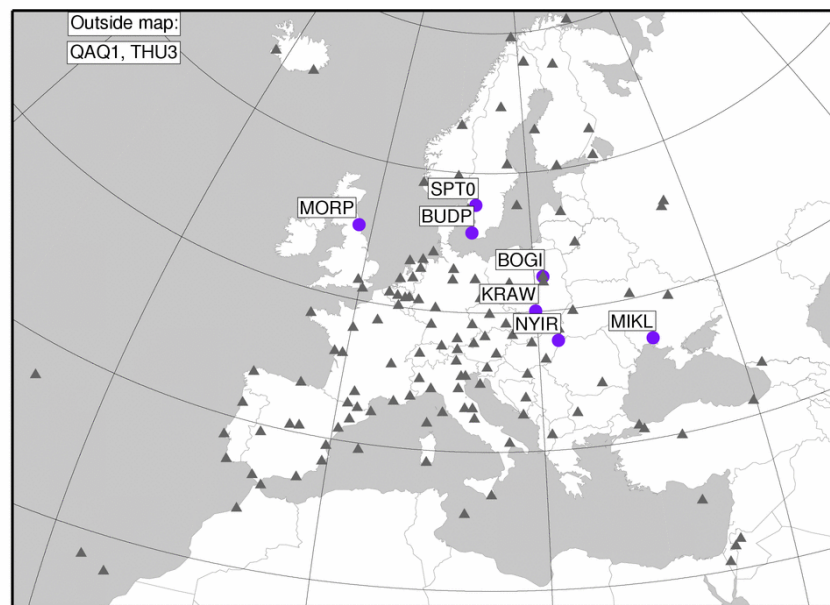 Outside map:
QAQ1, THU3
SPT0
MORP
BUDP
BOGI
KRAW
NYIR
MIKL